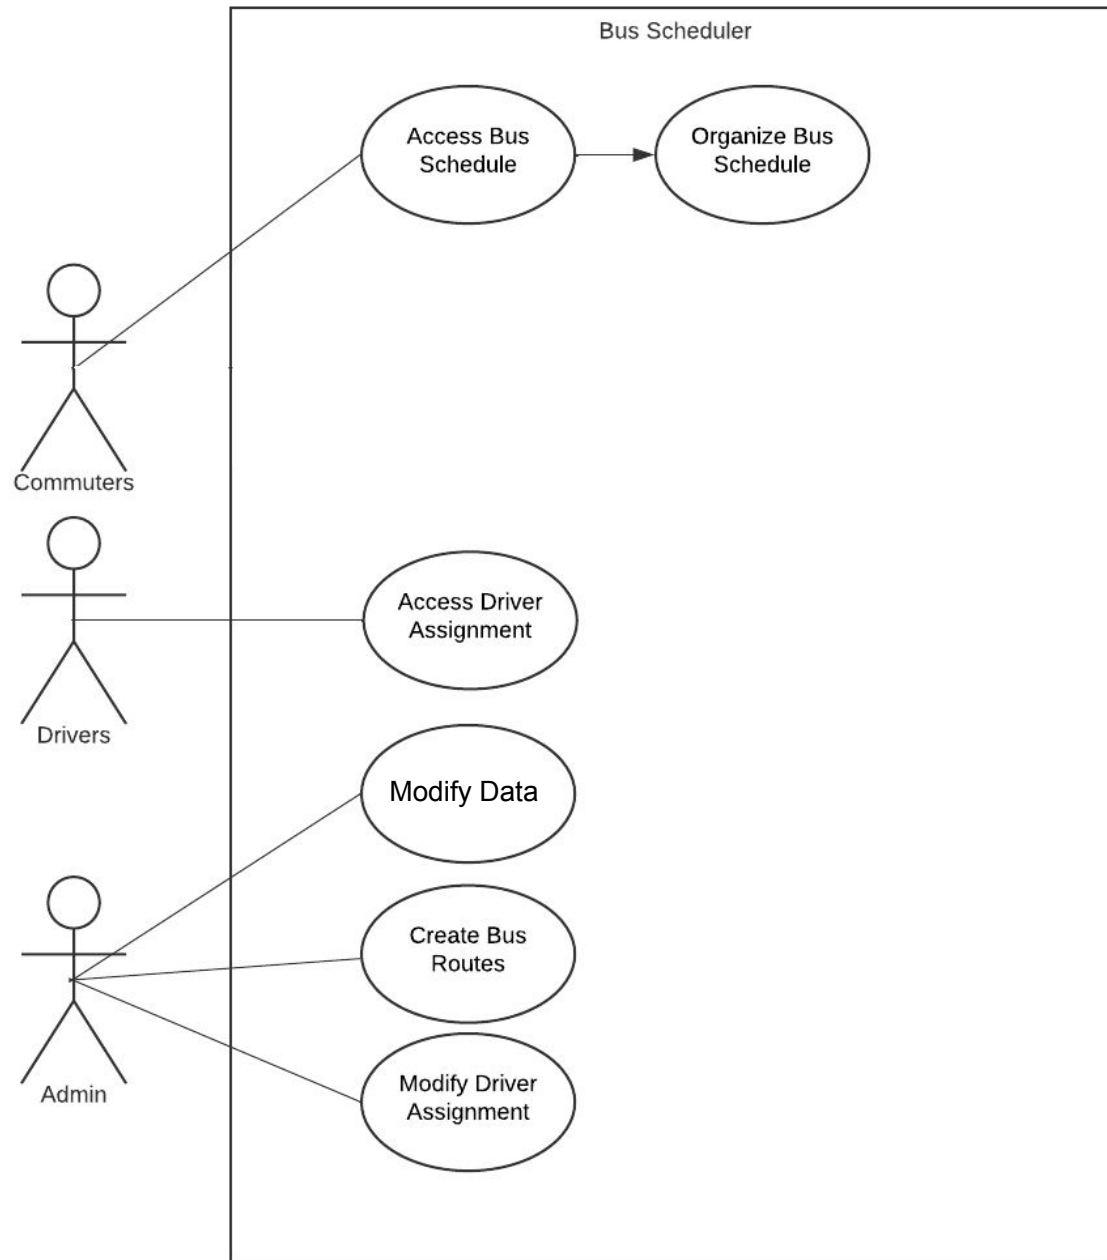 Bus Scheduler
Access Bus
Schedule
Organize Bus
Schedule
Commuters
Access Driver
Assignment
Drivers
Modify Data
Create Bus
Routes
Admin
Modify Driver
Assignment